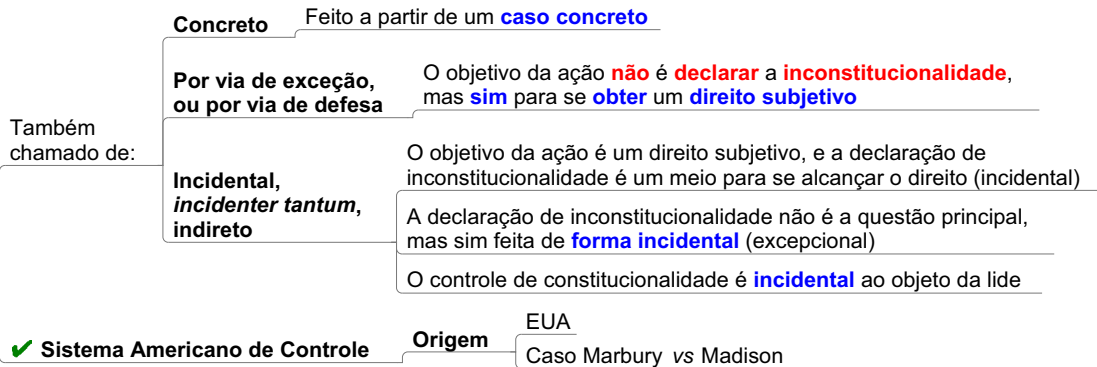 Concreto
Feito a partir de um caso concreto
Por via de exceção,
ou por via de defesa
O objetivo da ação não é declarar a inconstitucionalidade,
mas sim para se obter um direito subjetivo
Também
chamado de:
Incidental,
incidenter tantum,
indireto
O objetivo da ação é um direito subjetivo, e a declaração de
inconstitucionalidade é um meio para se alcançar o direito (incidental)
A declaração de inconstitucionalidade não é a questão principal,
mas sim feita de forma incidental (excepcional)
O controle de constitucionalidade é incidental ao objeto da lide
Sistema Americano de Controle
Origem
EUA
Caso Marbury vs Madison